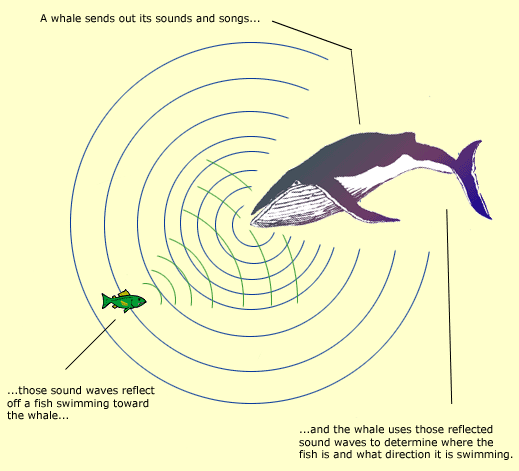 A whale sends out its sounds and songs...
...those sound waves reflect
off a fish swimming toward
the whale...
...and the whale uses those reflected
sound waves to determine where the
fish is and what direction it is swimming.